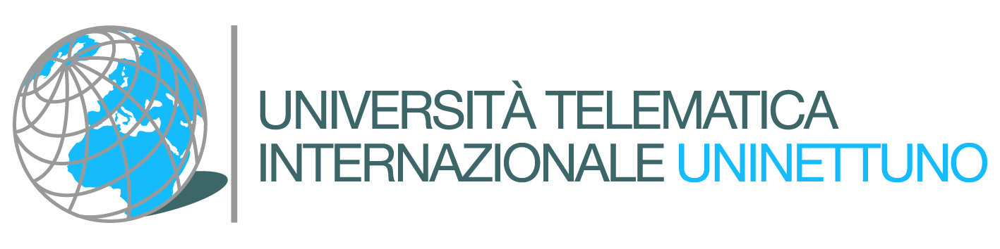 UNIVERSITÀ TELEMATICA
INTERNAZIONALE UNINETTUNO